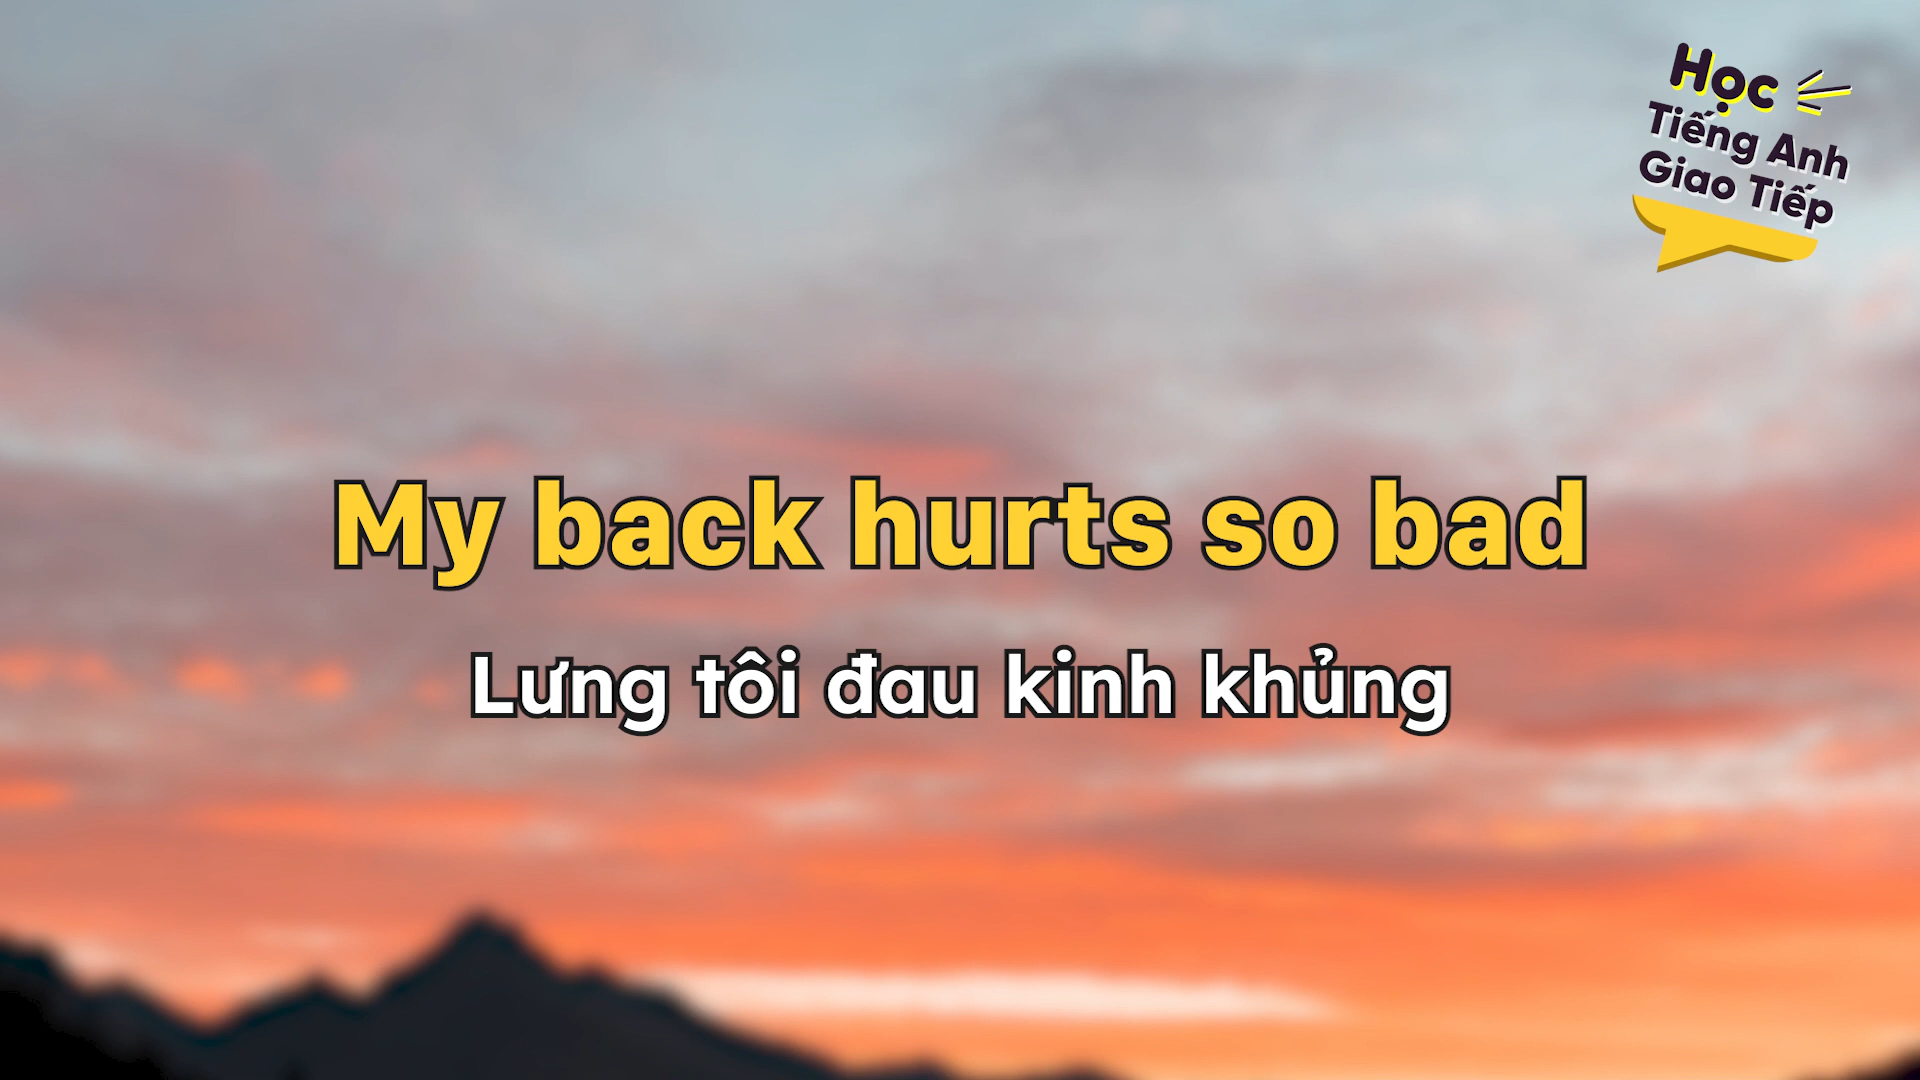 Học
Tiếng Anh
Giao Tiếp
My back hurts so bad
Lưng tôi đau kinh khủng